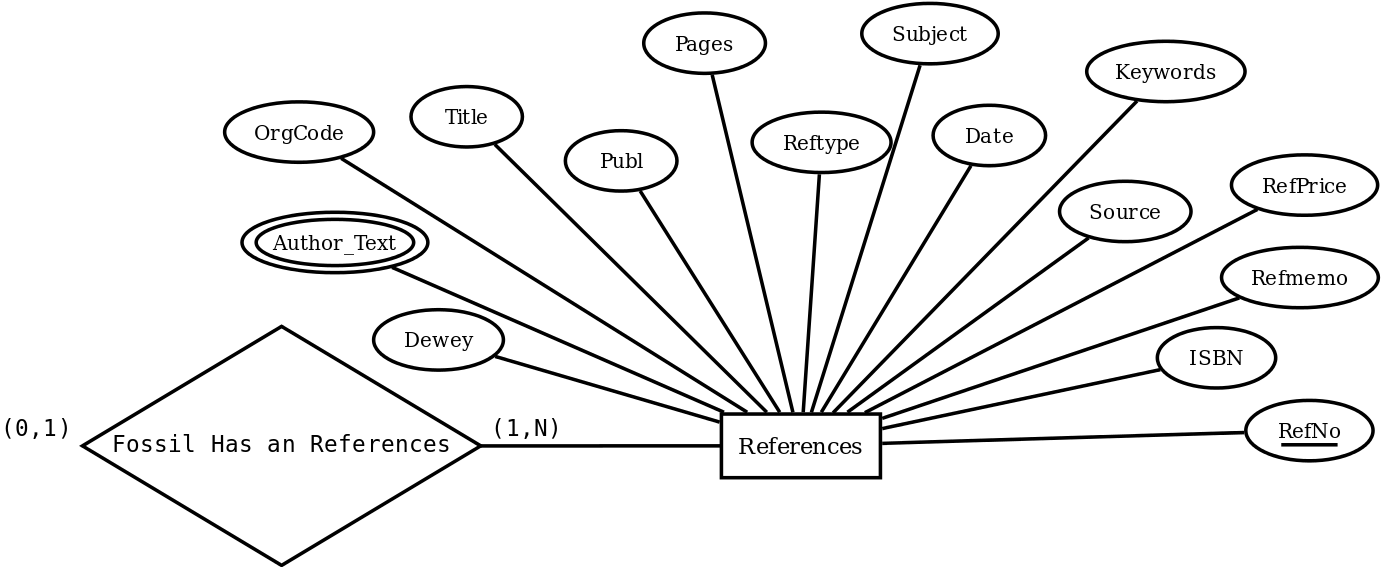 Subject
Pages
Keywords
Title
OrgCode
Date
Reftype
Publ
RefPrice
Source
Author_Text
Refmemo
Dewey
ISBN
(0,1)
(1,N)
RefNo
Fossil Has an References
References